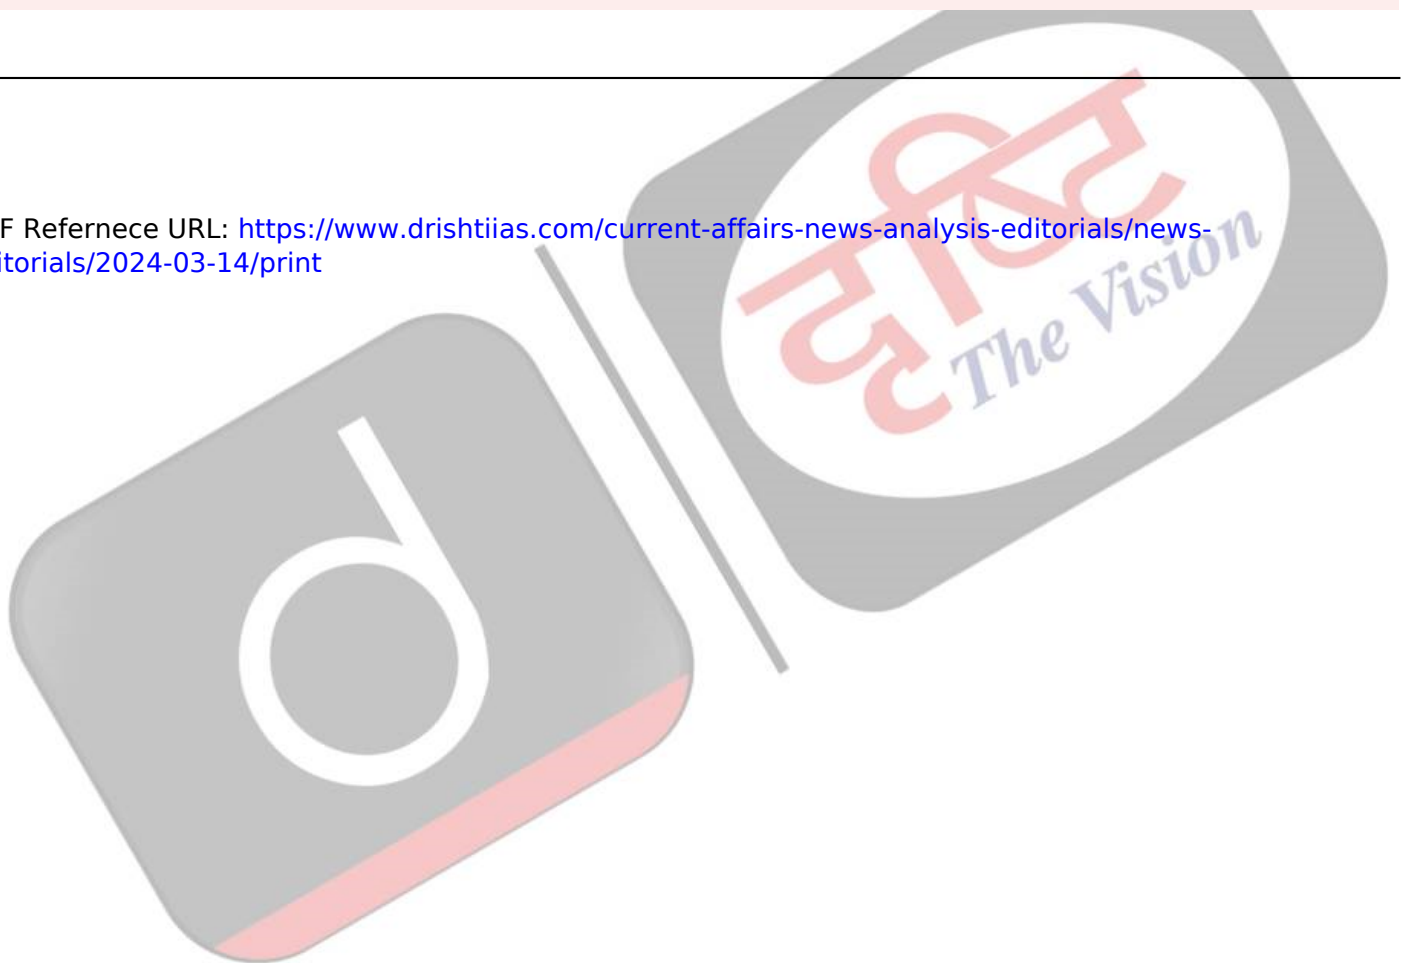 F Refernece URL: https://www.drishtiias.com/current-affairs-news-analysis-editorials/news-
itorials/2024-03-14/print
दृष्टि
The Vision
d